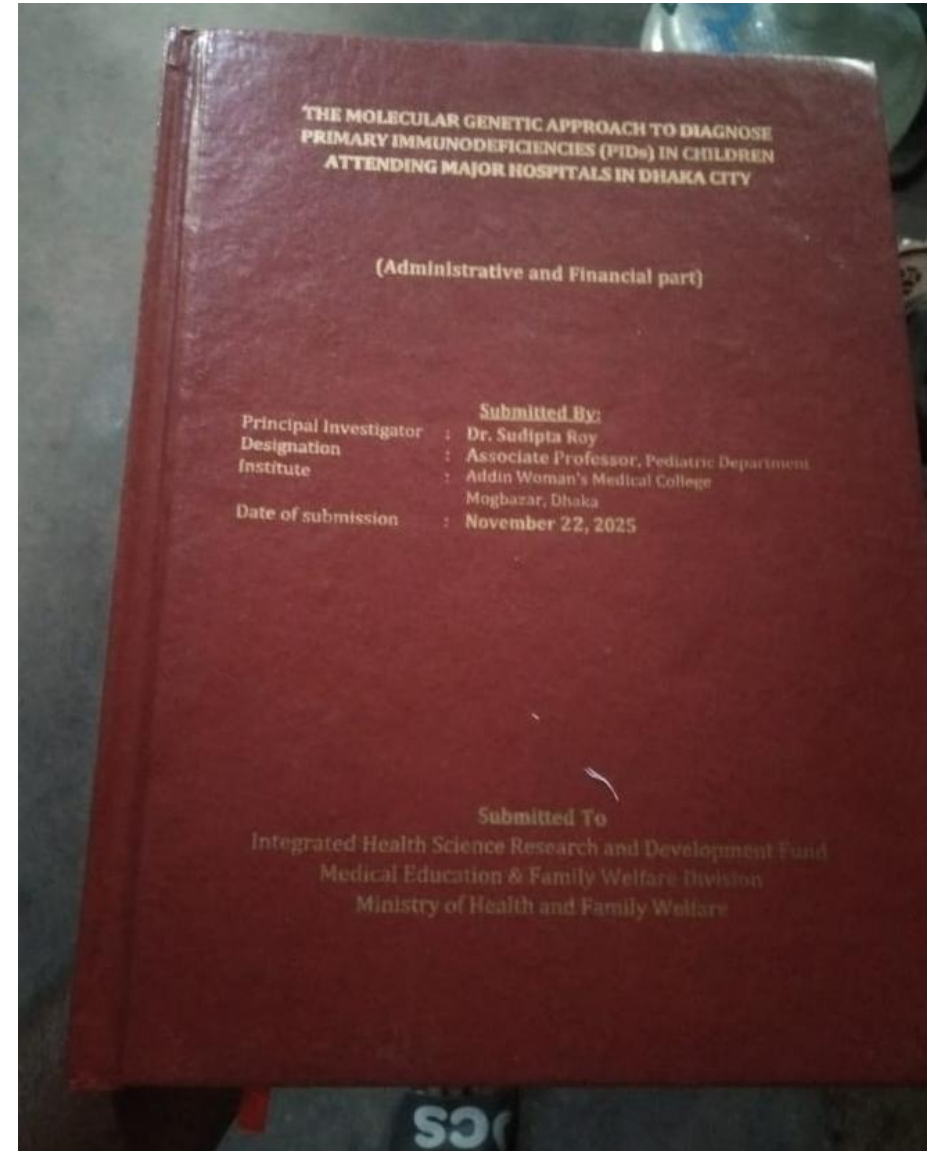 THE MOLECULAR GENETIC APPROACH TO DIAGNOSE
PRIMARY IMMUNODEFICIENCIES (PIDs) IN CHILDREN
ATTENDING MAJOR HOSPITALS IN DHAKA CITY
(Administrative and Financial part)
Submitted By:
Principal Investigator : Dr. Sudipta Roy
Designation : Associate Professor, Pediatric Department
Institute : Addin Woman's Medical College
Mogbazar, Dhaka
Date of submission : November 22, 2025
Submitted To
Integrated Health Science Research and Development Fund
Medical Education & Family Welfare Division
Ministry of Health and Family Welfare